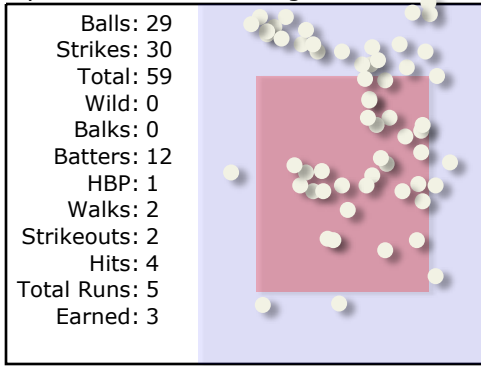 Balls: 29
Strikes: 30
Total: 59
Wild: 0
Balks: 0
Batters: 12
HBP: 1
Walks: 2
Strikeouts: 2
Hits: 4
Total Runs: 5
Earned: 3